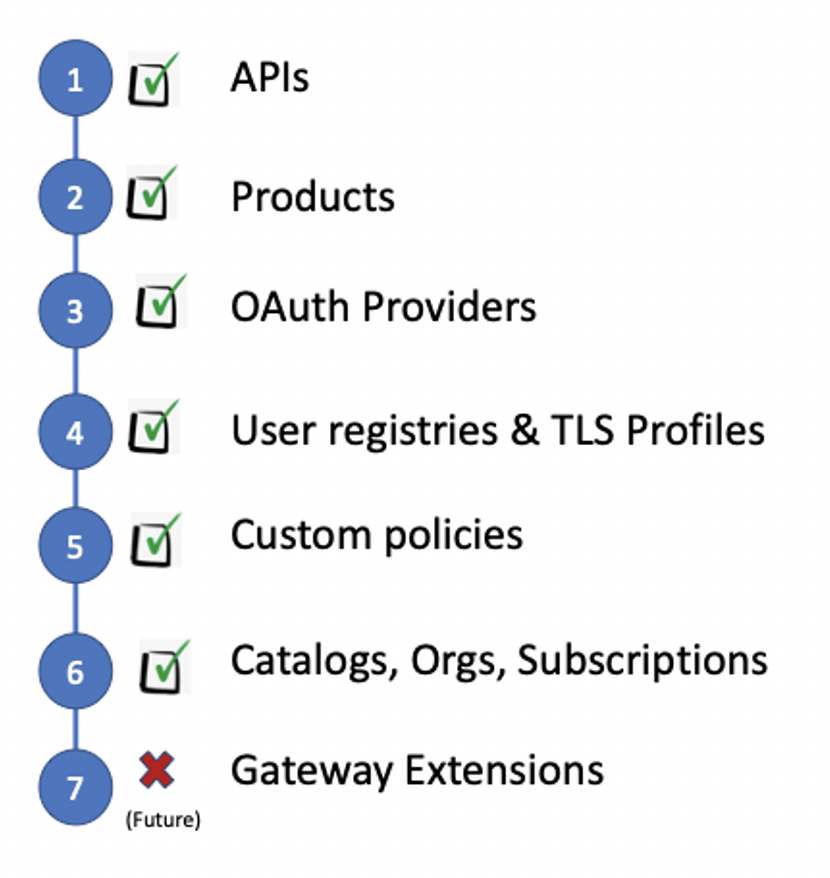 1 APIs
2 Products
3 OAuth Providers
4 User registries & TLS Profiles
5 Custom policies
6 Catalogs, Orgs, Subscriptions
7 Gateway Extensions
(Future)